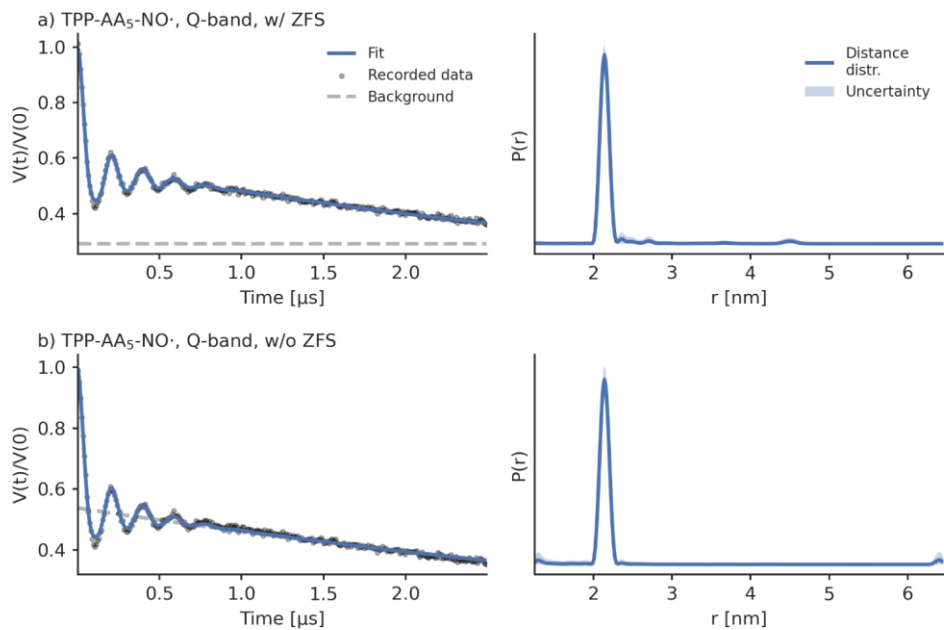 a) TPP-AA₅-NO·, Q-band, w/ ZFS
V(t)/V(0)
1.0
0.8
0.6
0.4
Fit
Recorded data
Background
0.5
1.0
1.5
2.0
Time [µs]
P(r)
Distance
distr.
Uncertainty
2
3
4
5
6
r [nm]
b) TPP-AA₅-NO·, Q-band, w/o ZFS
V(t)/V(0)
1.0
0.8
0.6
0.4
0.5
1.0
1.5
2.0
Time [µs]
P(r)
2
3
4
5
6
r [nm]